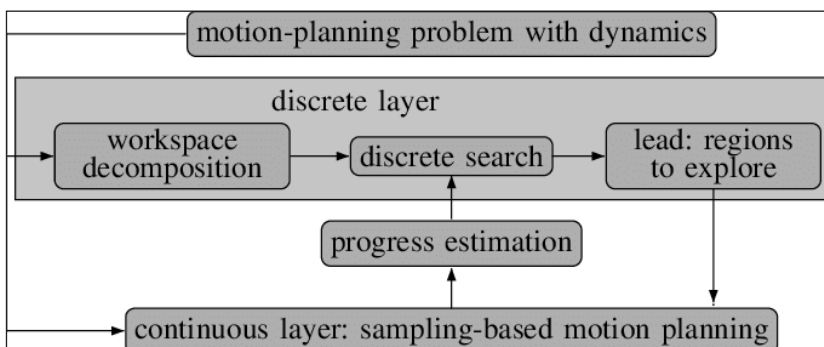 motion-planning problem with dynamics
discrete layer
workspace
decomposition
discrete search
lead: regions
to explore
progress estimation
continuous layer: sampling-based motion planning